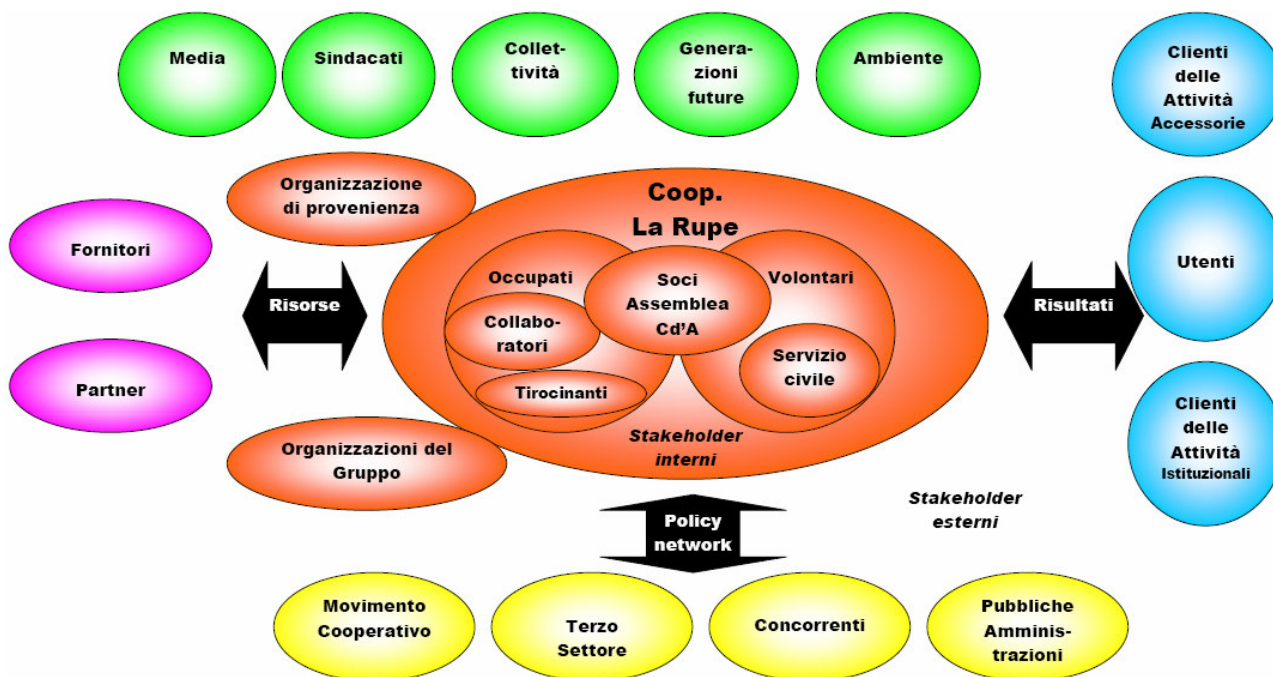 Media
Sindacati
Collet-
tività
Genera-
zioni
future
Ambiente
Clienti
delle
Attività
Accessorie
Organizzazione
di provenienza
Coop.
La Rupe
Fornitori
Utenti
Occupati
Soci
Assemblea
Cd'A
Volontari
Risorse
Risultati
Collabo-
ratori
Servizio
civile
Partner
Tirocinanti
Clienti
delle
Attività
Istituzionali
Organizzazioni del
Gruppo
Stakeholder
interni
Stakeholder
esterni
Policy
network
Movimento
Cooperativo
Terzo
Settore
Concorrenti
Pubbliche
Amminis-
trazioni